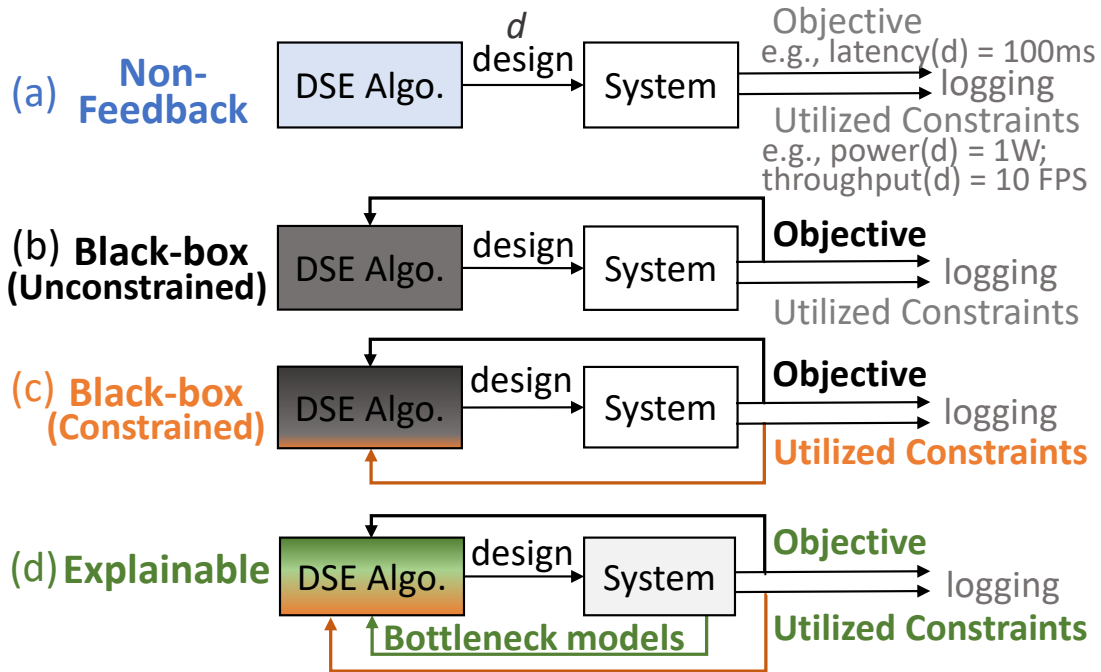 (a) Non-
Feedback
DSE Algo.
d
design
System
Objective
e.g., latency(d) = 100ms
logging
Utilized Constraints
e.g., power(d) = 1W;
throughput(d) = 10 FPS
(b) Black-box
(Unconstrained)
DSE Algo.
design
System
Objective
logging
Utilized Constraints
(c) Black-box
(Constrained)
DSE Algo.
design
System
Objective
logging
Utilized Constraints
(d) Explainable
DSE Algo.
design
System
Bottleneck models
Objective
logging
Utilized Constraints